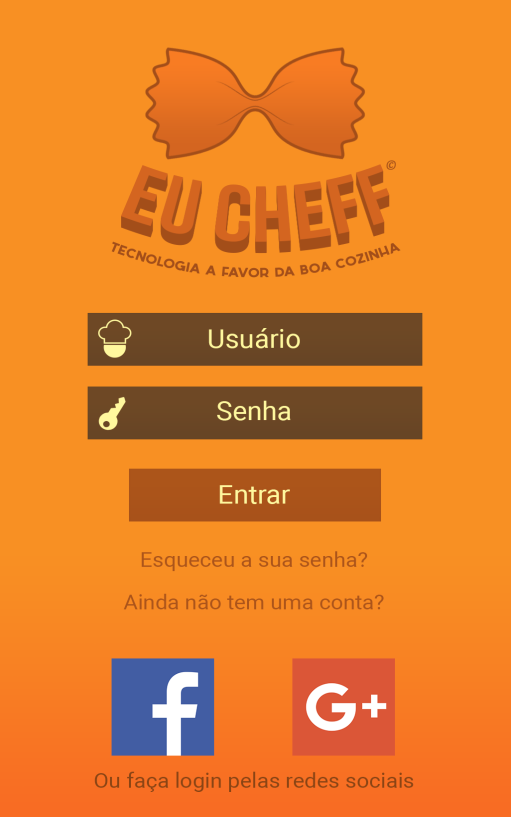 EU CHEFF©
TECNOLOGIA A FAVOR DA BOA COZINHA
Usuário
Senha
Entrar
Esqueceu a sua senha?
Ainda não tem uma conta?
f G+
Ou faça login pelas redes sociais